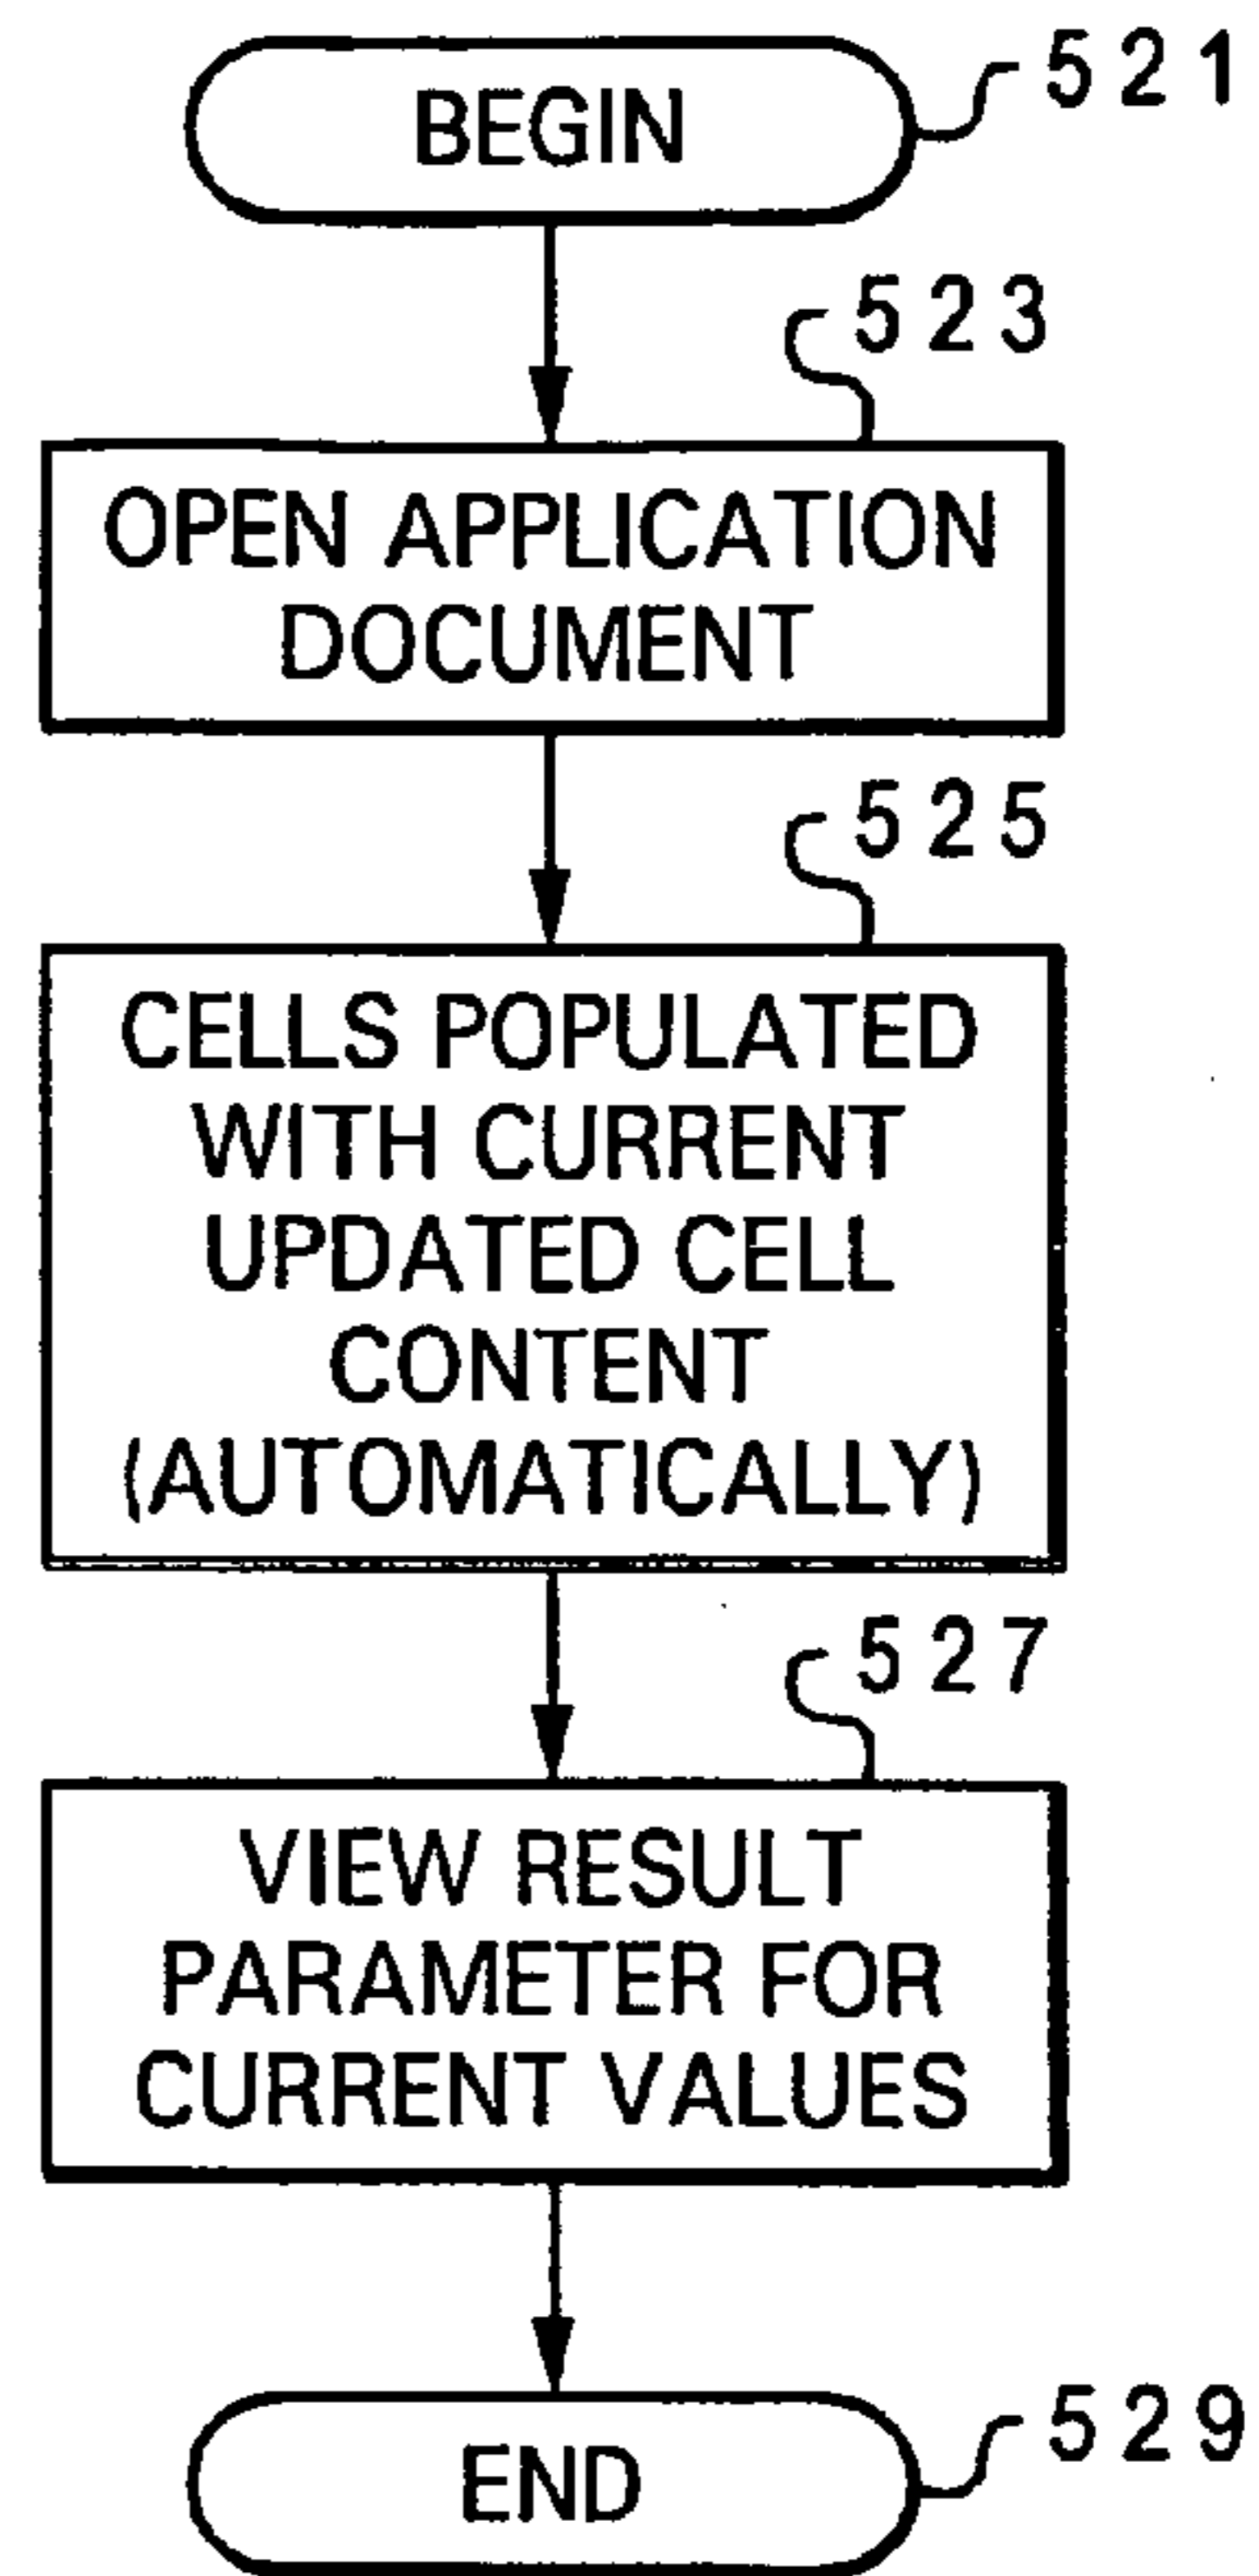 BEGIN
521
523
OPEN APPLICATION
DOCUMENT
525
CELLS POPULATED
WITH CURRENT
UPDATED CELL
CONTENT
(AUTOMATICALLY)
527
VIEW RESULT
PARAMETER FOR
CURRENT VALUES
END
529